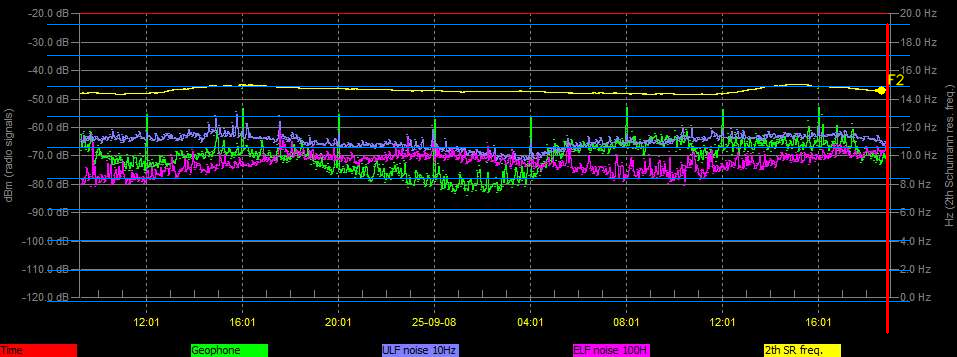 -20.0 dB
-30.0 dB
-40.0 dB
-50.0 dB
-60.0 dB
-70.0 dB
-80.0 dB
-90.0 dB
-100.0 dB
-110.0 dB
-120.0 dB
dBm (radio signals)
20.0 Hz
18.0 Hz
16.0 Hz
F2
14.0 Hz
12.0 Hz
10.0 Hz
8.0 Hz
6.0 Hz
4.0 Hz
2.0 Hz
0.0 Hz
Hz (2th Schumann res. freq.)
12:01 16:01 20:01 25-09-08 04:01 08:01 12:01 16:01
Time Geophone ULF noise 10Hz ELF noise 100H 2th SR freq.